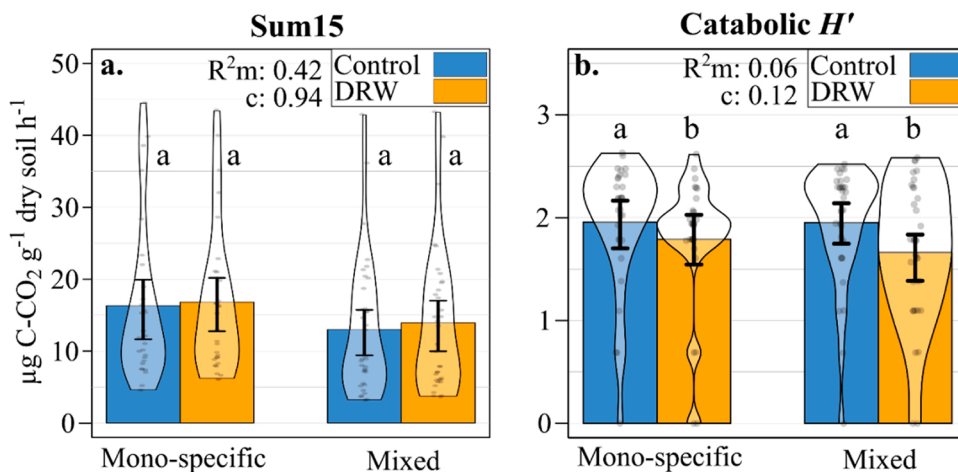 Sum15
a.
R²m: 0.42
c: 0.94
Control
DRW
µg C-CO₂ g⁻¹ dry soil h⁻¹
50
40
30
20
10
0
a
a
a
a
Mono-specific
Mixed
Catabolic H'
b.
R²m: 0.06
c: 0.12
Control
DRW
3
2
1
0
a
b
a
b
Mono-specific
Mixed